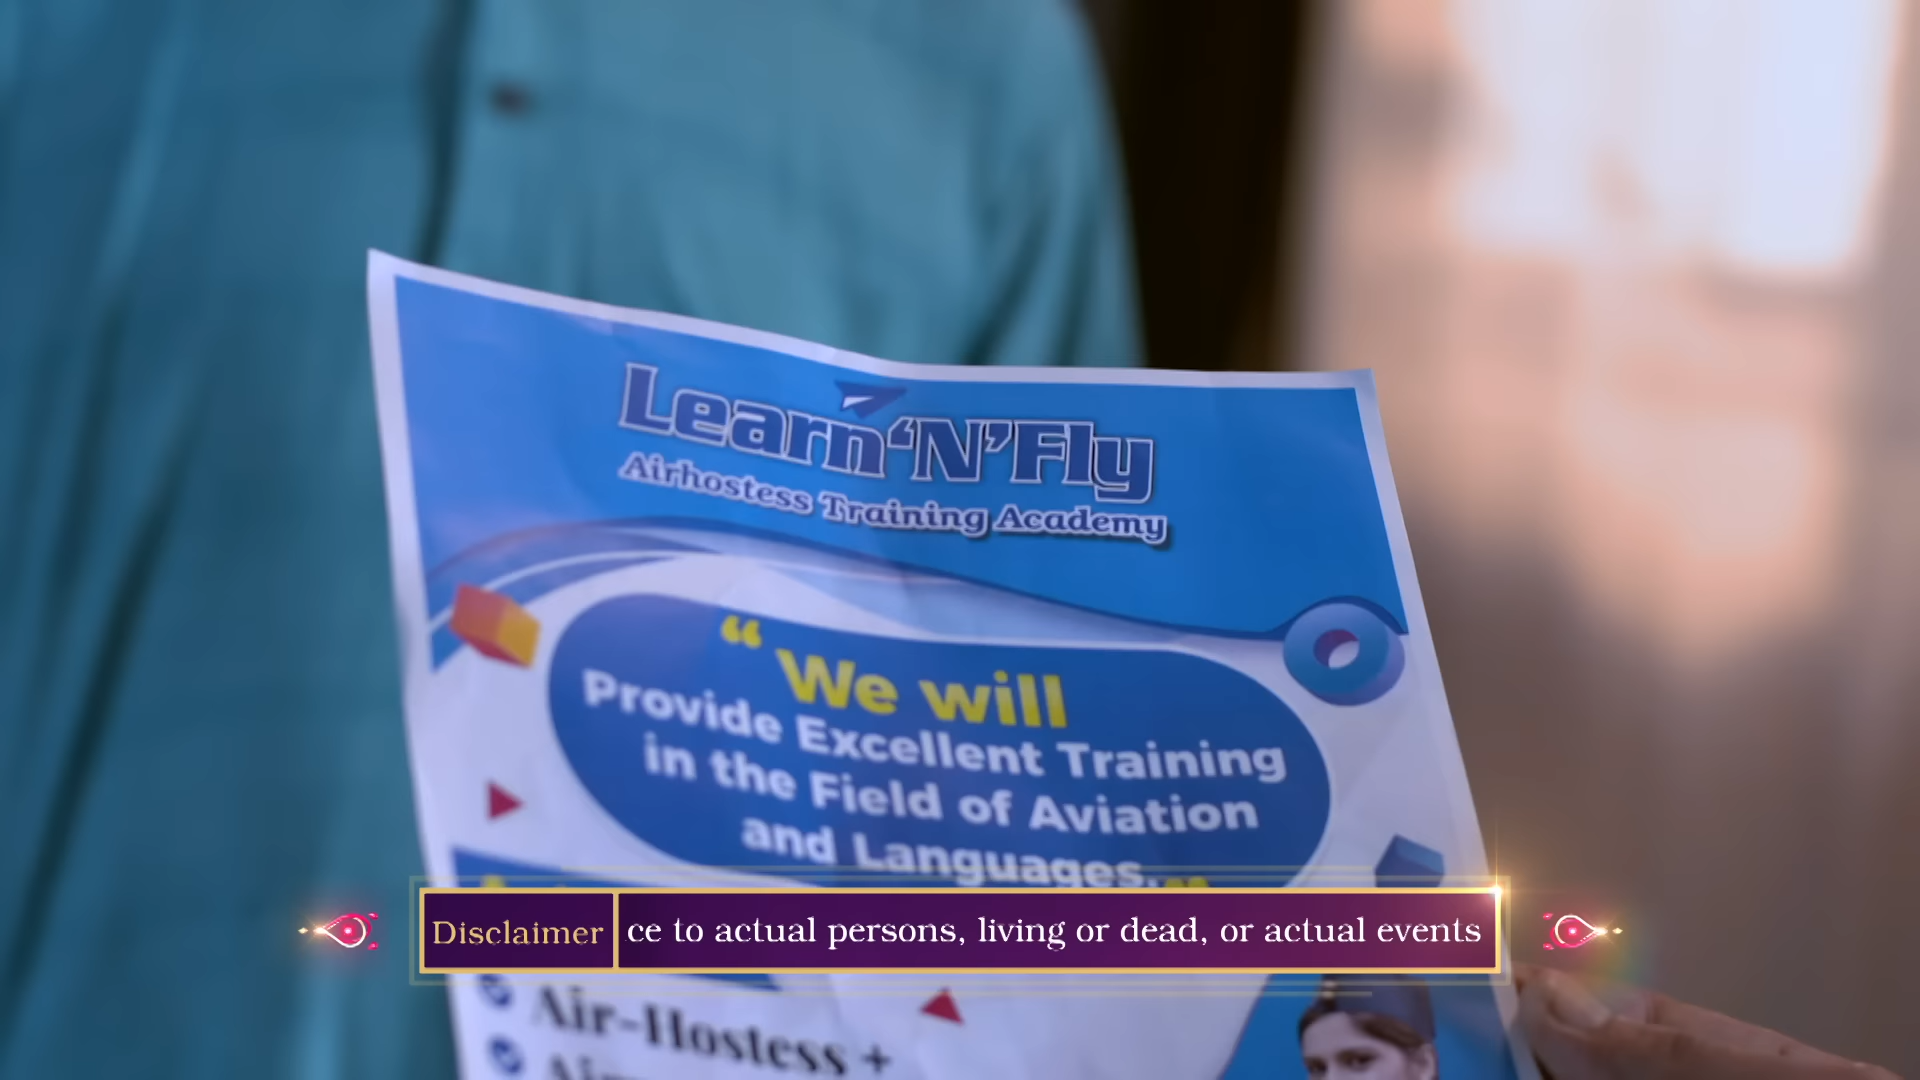 Learn‘N’Fly
Airhostess Training Academy
“ We will
Provide Excellent Training
in the Field of Aviation
and Languages.”
Disclaimer
ce to actual persons, living or dead, or actual events
Air-Hostess +